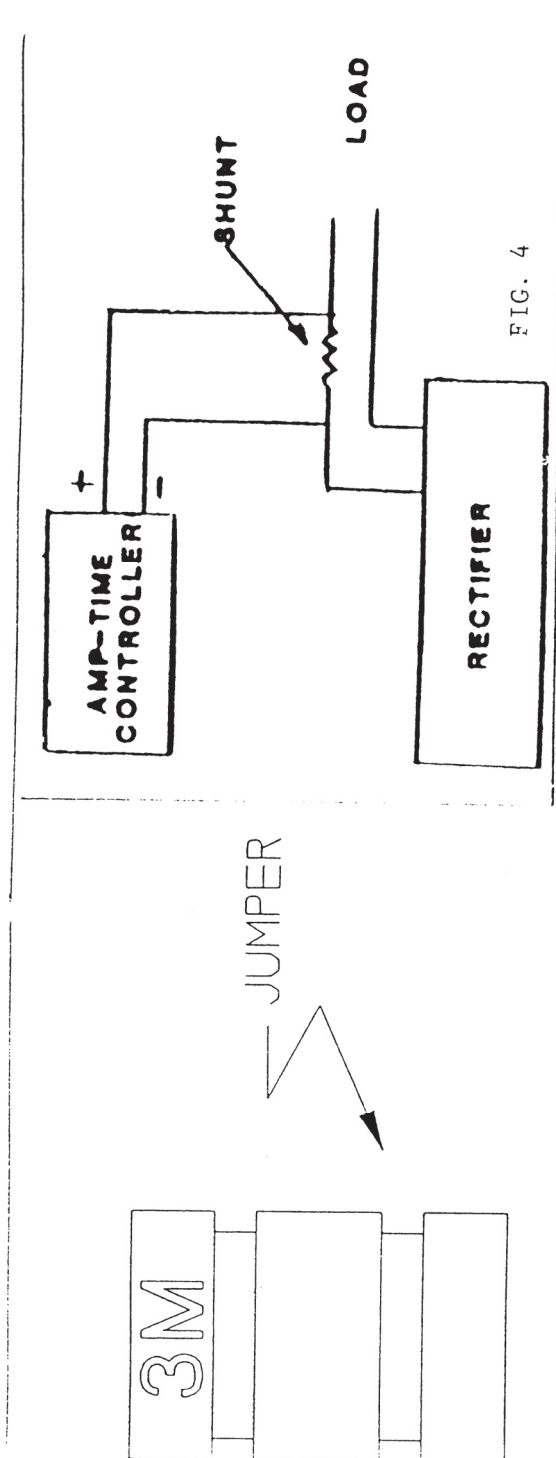 3M
JUMPER
AMP-TIME
CONTROLLER
+
-
SHUNT
LOAD
RECTIFIER
FIG. 4